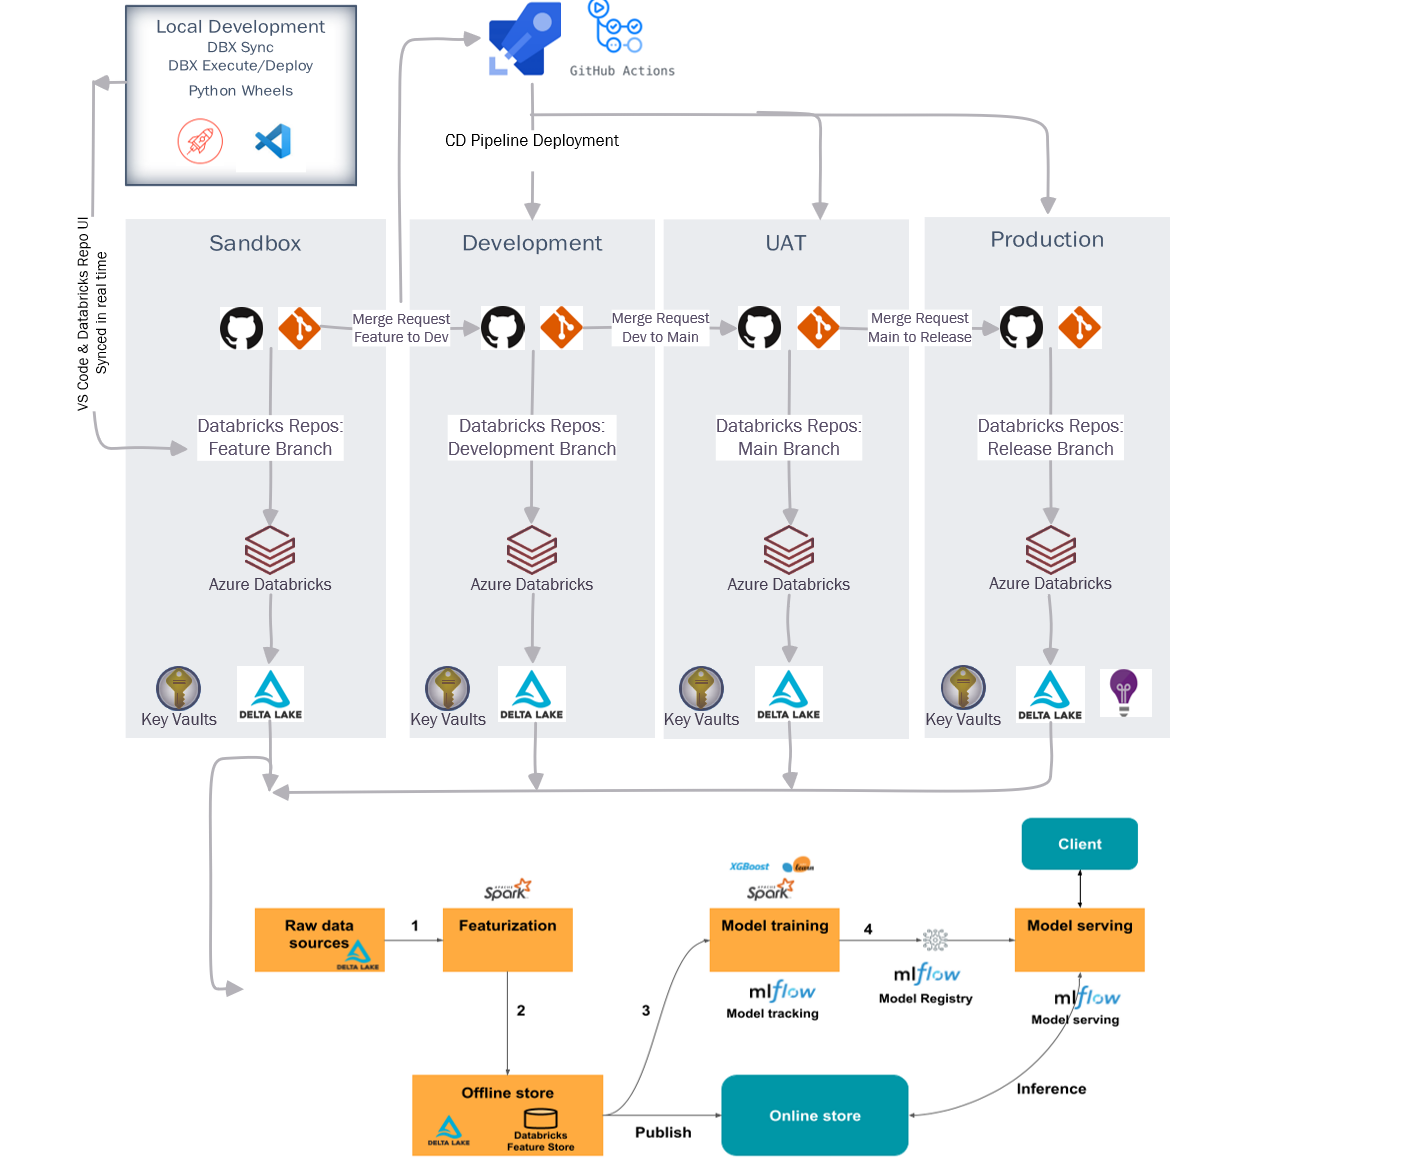 Local Development
DBX Sync
DBX Execute/Deploy
Python Wheels
GitHub Actions
CD Pipeline Deployment
VS Code & Databricks Repo UI
Synced in real time
Sandbox
Development
UAT
Production
Merge Request
Feature to Dev
Merge Request
Dev to Main
Merge Request
Main to Release
Databricks Repos:
Feature Branch
Databricks Repos:
Development Branch
Databricks Repos:
Main Branch
Databricks Repos:
Release Branch
Azure Databricks
Azure Databricks
Azure Databricks
Azure Databricks
Key Vaults
DELTA LAKE
Key Vaults
DELTA LAKE
Key Vaults
DELTA LAKE
Key Vaults
DELTA LAKE
Client
XGBoost
learn
APACHE
Spark
APACHE
Spark
Raw data
sources
DELTA LAKE
1
Featurization
Model training
4
Model serving
mlflow
Model tracking
mlflow
Model Registry
mlflow
Model serving
2
3
Offline store
DELTA LAKE
Databricks
Feature Store
Publish
Online store
Inference